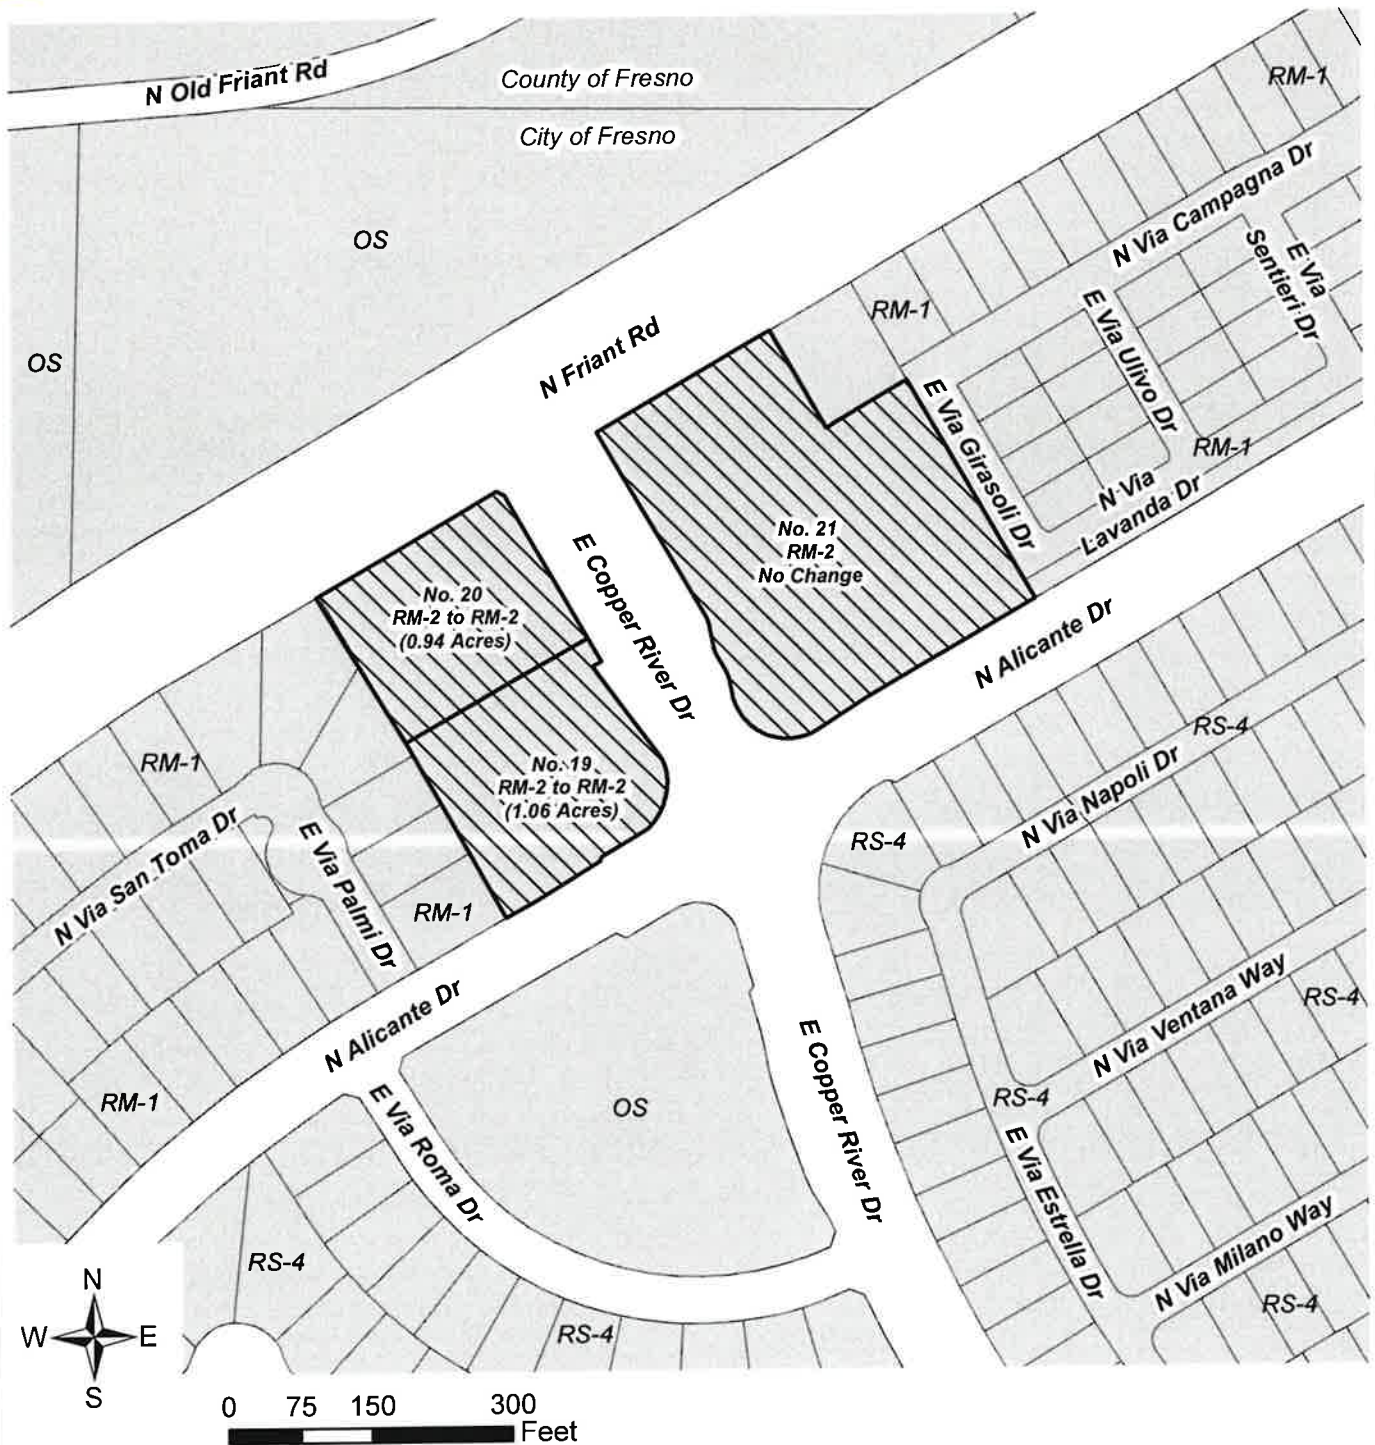 N Old Friant Rd
County of Fresno
City of Fresno
RM-1
N Via Campagna Dr
OS
E Via
Sentieri Dr
E Via Ulivo Dr
RM-1
OS
N Friant Rd
E Via Girasoli Dr
RM-1
N Via
Lavanda Dr
No. 21
RM-2
No Change
E Copper River Dr
No. 20
RM-2 to RM-2
(0.94 Acres)
N Alicante Dr
RS-4
RM-1
No. 19
RM-2 to RM-2
(1.06 Acres)
N Via Napoli Dr
N Via San Toma Dr
E Via Palmi Dr
RS-4
RM-1
N Via Ventana Way
RS-4
N Alicante Dr
E Copper River Dr
RM-1
E Via Roma Dr
OS
RS-4
E Via Estrella Dr
N Via Milano Way
RS-4
RS-4
RS-4
N
W E
S
0 75 150 300
Feet